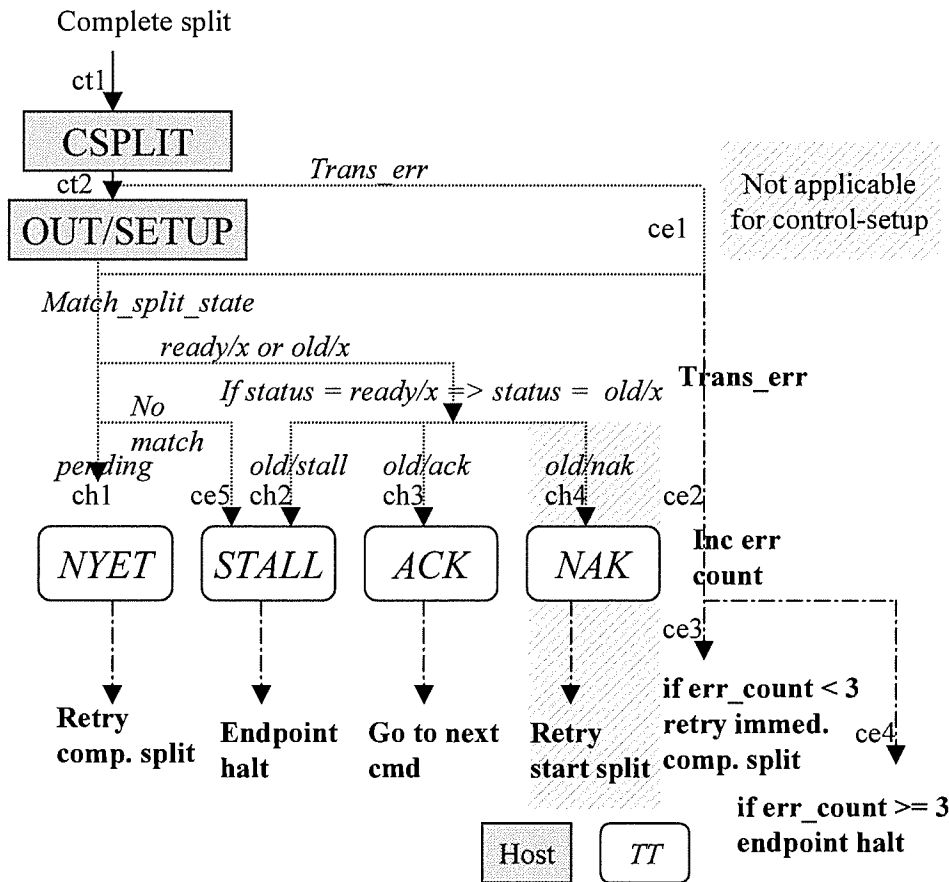 Complete split
ct1
CSPLIT
ct2
Trans_err
Not applicable
for control-setup
OUT/SETUP
ce1
Match_split_state
ready/x or old/x
Trans_err
If status = ready/x => status = old/x
No
match
pending
old/stall
old/ack
old/nak
ch1
ce5
ch2
ch3
ch4
ce2
NYET
STALL
ACK
NAK
Inc err
count
ce3
Retry
comp. split
Endpoint
halt
Go to next
cmd
Retry
start split
if err_count < 3
retry immed.
comp. split
ce4
if err_count >= 3
endpoint halt
Host
TT